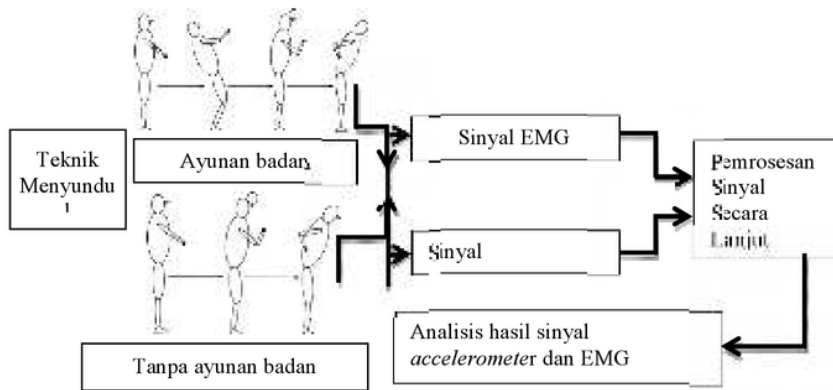 Teknik
Menyundu
l
Ayunan badan
Tanpa ayunan badan
Sinyal EMG
Sinyal
Pemrosesan
Sinyal
Secara
Lanjut
Analisis hasil sinyal
accelerometer dan EMG